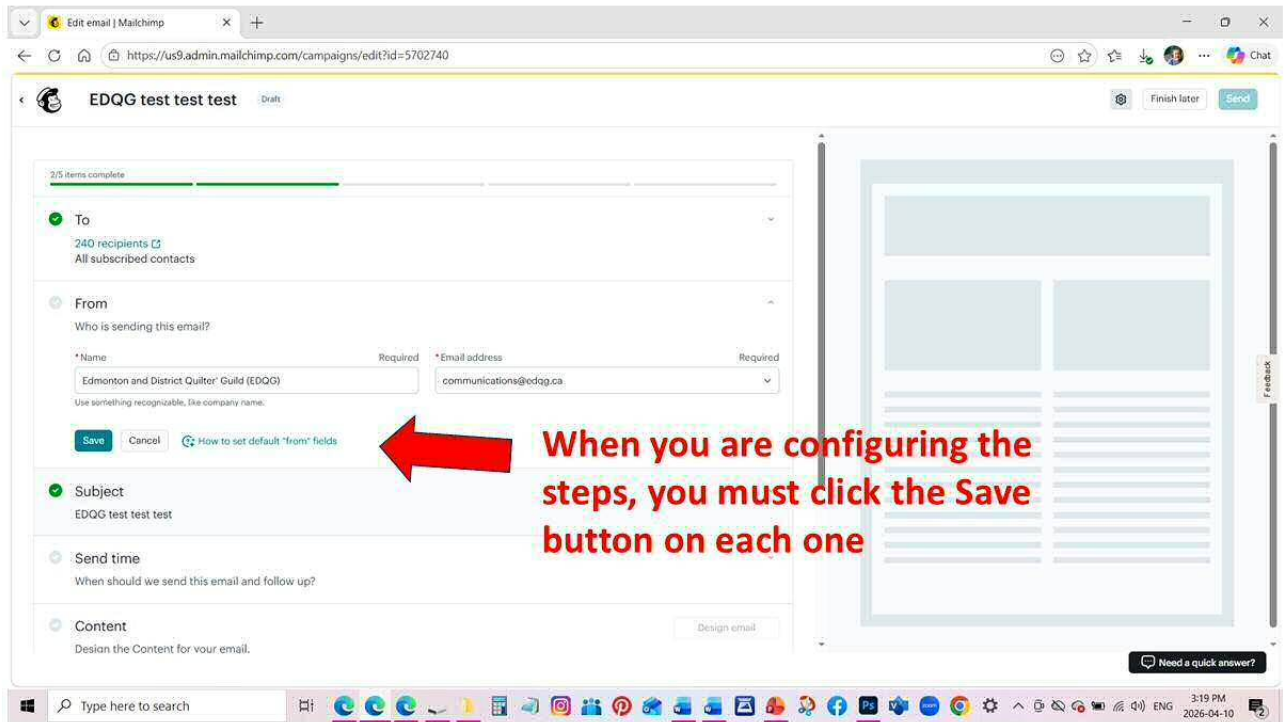 Edit email | Mailchimp
https://us9.admin.mailchimp.com/campaigns/edit?id=5702740
Chat
EDQG test test test
Draft
Finish later
Send
2/5 items complete
To
240 recipients
All subscribed contacts
From
Who is sending this email?
*Name Required *Email address Required
Edmonton and District Quilter' Guild (EDQG) communications@edqg.ca
Use something recognizable, like company name.
Save Cancel How to set default "from" fields
When you are configuring the
steps, you must click the Save
button on each one
Subject
EDQG test test test
Send time
When should we send this email and follow up?
Content
Design email
Design the Content for your email.
Feedback
Need a quick answer?
Type here to search
ENG
3:19 PM
2026-04-10